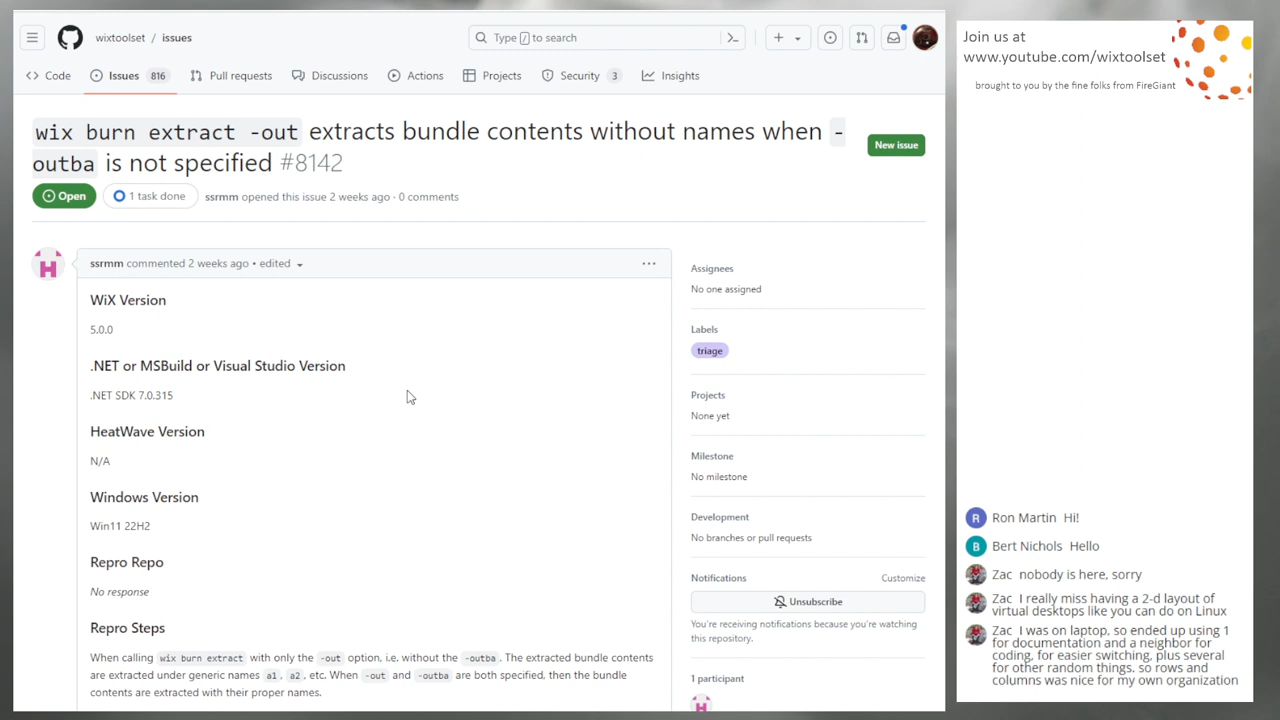 wixtoolset / issues
Type / to search
Code
Issues 816
Pull requests
Discussions
Actions
Projects
Security 3
Insights
wix burn extract -out extracts bundle contents without names when -
outba is not specified #8142
New issue
Open
1 task done
ssrmm opened this issue 2 weeks ago · 0 comments
ssrmm commented 2 weeks ago • edited
WiX Version
5.0.0
.NET or MSBuild or Visual Studio Version
.NET SDK 7.0.315
HeatWave Version
N/A
Windows Version
Win11 22H2
Repro Repo
No response
Repro Steps
When calling wix burn extract with only the -out option, i.e. without the -outba. The extracted bundle contents
are extracted under generic names a1, a2, etc. When -out and -outba are both specified, then the bundle
contents are extracted with their proper names.
Assignees
No one assigned
Labels
triage
Projects
None yet
Milestone
No milestone
Development
No branches or pull requests
Notifications
Customize
Unsubscribe
You're receiving notifications because you're watching
this repository.
1 participant
Join us at
www.youtube.com/wixtoolset
brought to you by the fine folks from FireGiant
R Ron Martin Hi!
B Bert Nichols Hello
Zac nobody is here, sorry
Zac I really miss having a 2-d layout of
virtual desktops like you can do on Linux
Zac I was on laptop, so ended up using 1
for documentation and a neighbor for
coding, for easier switching, plus several
for other random things. so rows and
columns was nice for my own organization